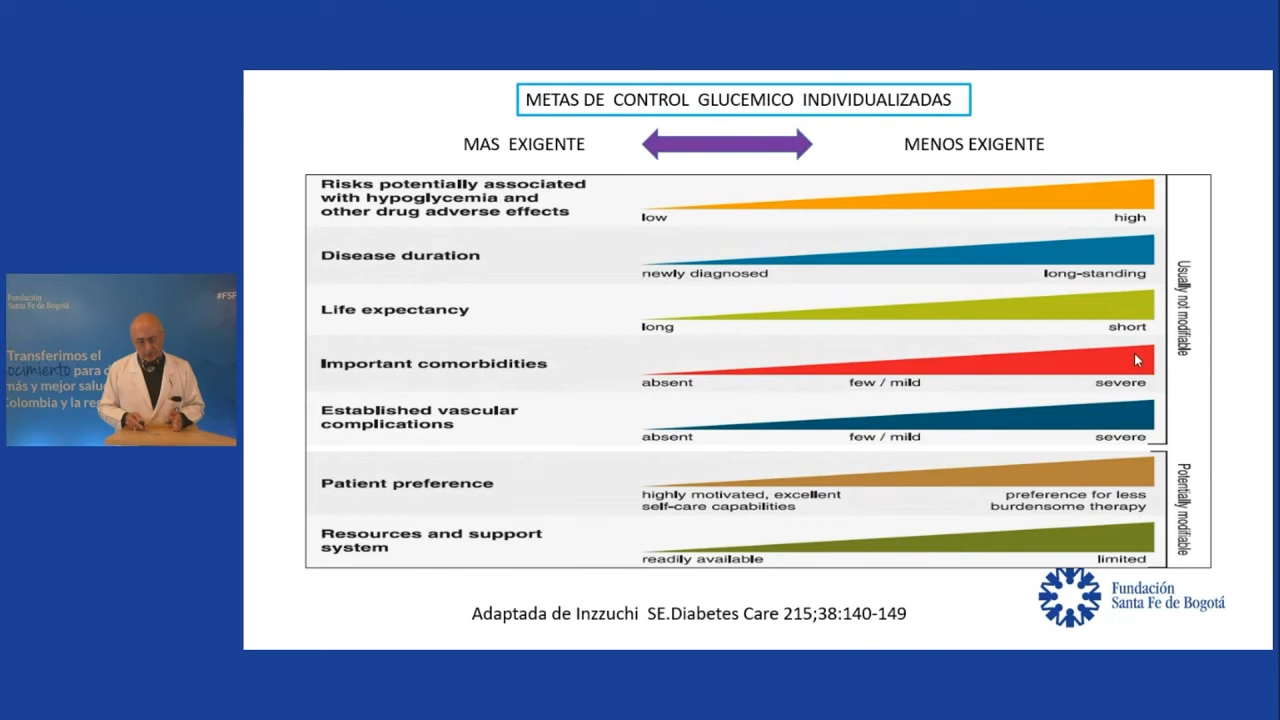 METAS DE CONTROL GLUCEMICO INDIVIDUALIZADAS
MAS EXIGENTE
MENOS EXIGENTE
Risks potentially associated
with hypoglycemia and
other drug adverse effects
low
high
Disease duration
newly diagnosed
long-standing
Life expectancy
long
short
Important comorbidities
absent
few / mild
severe
Established vascular
complications
absent
few / mild
severe
Usually not modifiable
Patient preference
highly motivated, excellent
self-care capabilities
preference for less
burdensome therapy
Resources and support
system
readily available
limited
Potentially modifiable
Adaptada de Inzzuchi SE.Diabetes Care 215;38:140-149
Fundación
Santa Fe de Bogotá
Fundación
Santa Fe de Bogotá
#FSF
Transferimos el
para
más y mejor salu
Colombia y la re